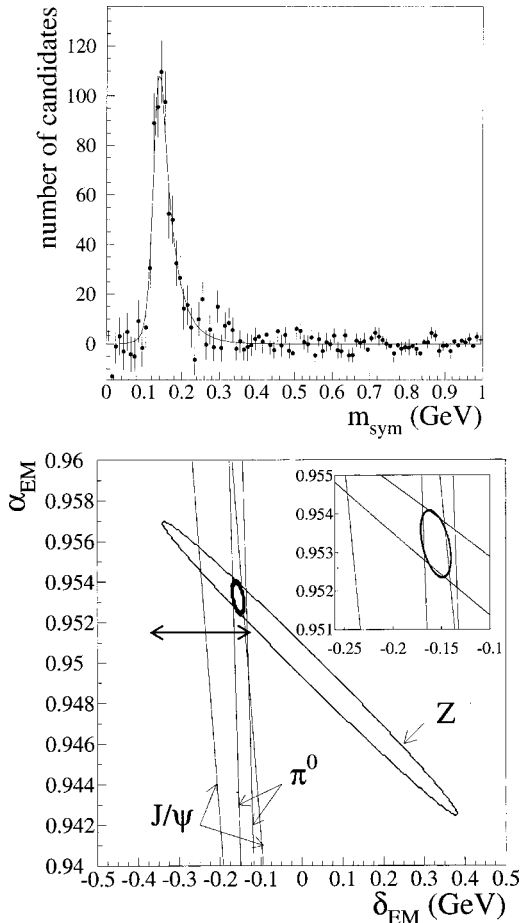 number of candidates
120
100
80
60
40
20
0
0 0.1 0.2 0.3 0.4 0.5 0.6 0.7 0.8 0.9 1
m_sym (GeV)
α_EM
0.96
0.958
0.956
0.954
0.952
0.95
0.948
0.946
0.944
0.942
0.94
0.955
0.954
0.953
0.952
0.951
-0.25 -0.2 -0.15 -0.1
Z
π⁰
J/ψ
-0.5 -0.4 -0.3 -0.2 -0.1 0 0.1 0.2 0.3 0.4 0.5
δ_EM (GeV)